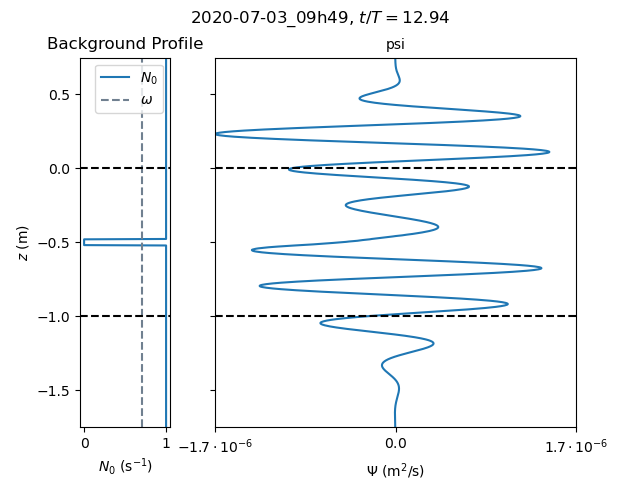 2020-07-03_09h49, t/T = 12.94
Background Profile
psi
N₀
ω
0.5
0.0
−0.5
−1.0
−1.5
z (m)
0
1
N₀ (s⁻¹)
−1.7 · 10⁻⁶
0.0
1.7 · 10⁻⁶
Ψ (m²/s)